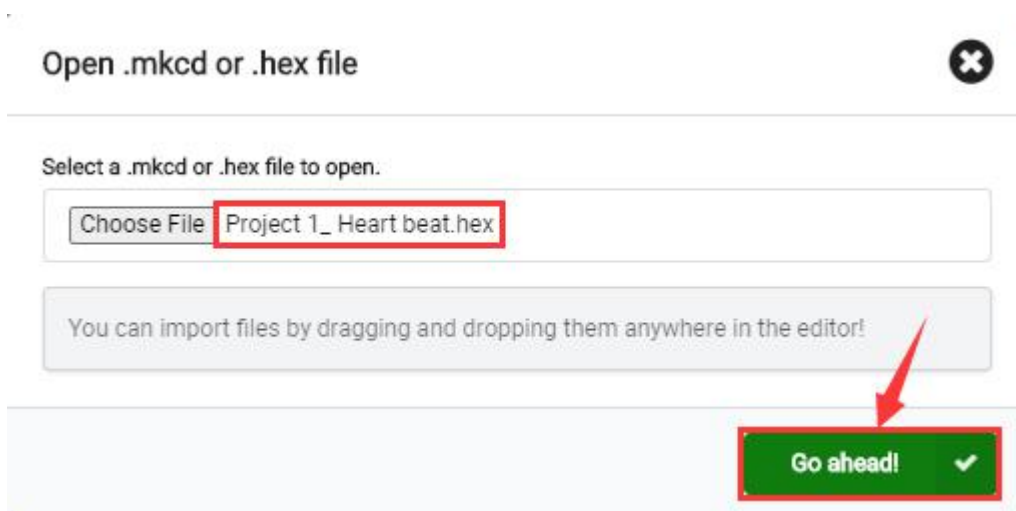 Open .mkcd or .hex file
Select a .mkcd or .hex file to open.
Choose File Project 1_ Heart beat.hex
You can import files by dragging and dropping them anywhere in the editor!
Go ahead!